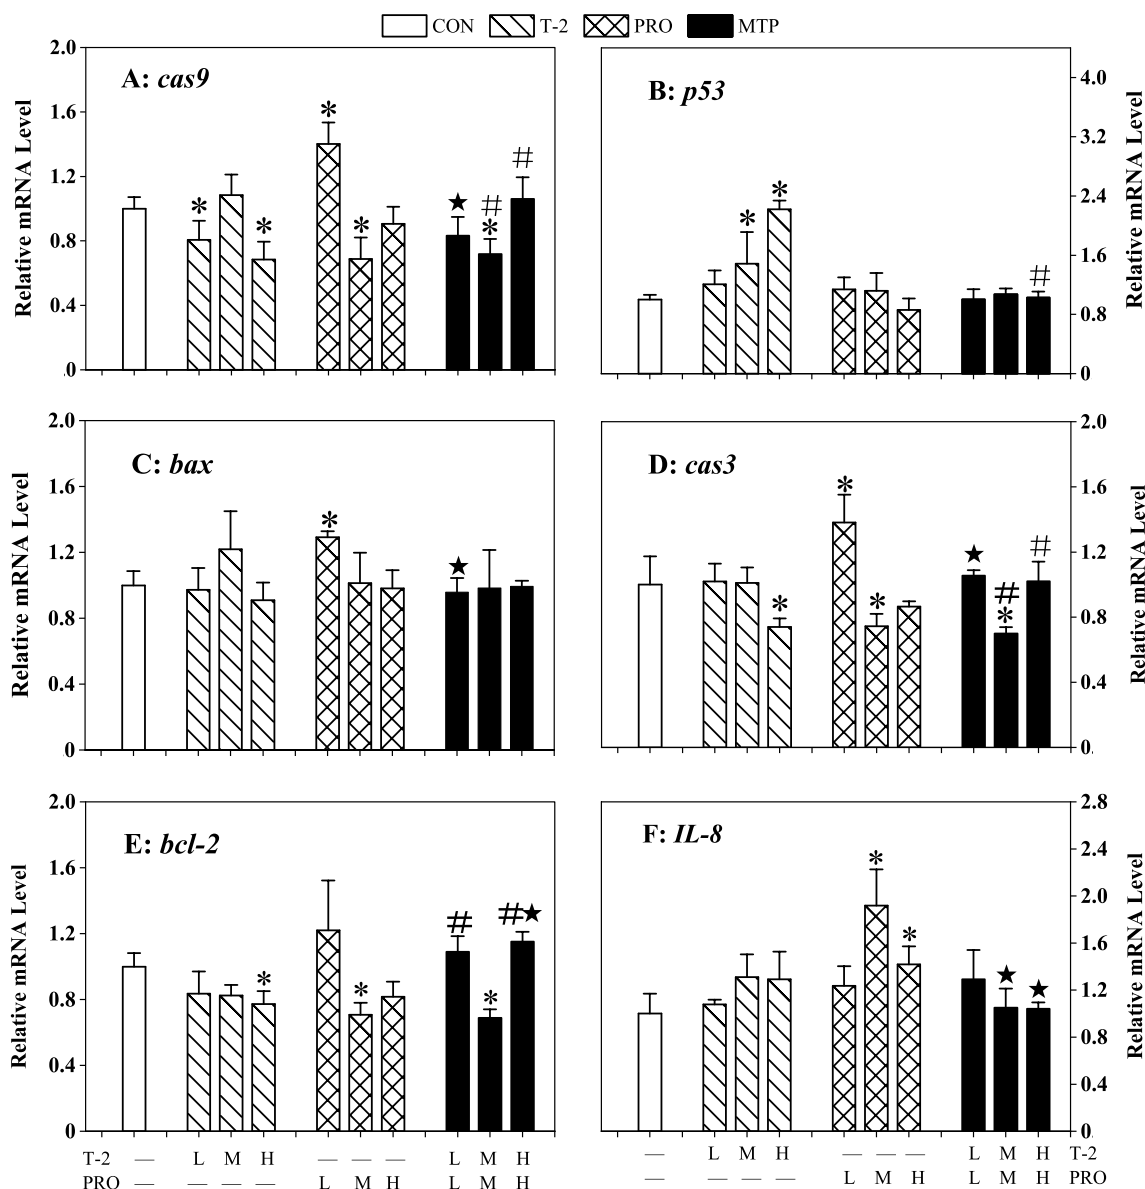 CON T-2 PRO MTP
A: cas9
Relative mRNA Level
2.0
1.6
1.2
0.8
0.4
.0
* * * * ★ # * #
B: p53
Relative mRNA Level
4.0
3.2
2.4
1.6
0.8
0
* * #
C: bax
Relative mRNA Level
2.0
1.6
1.2
0.8
0.4
0
* ★
D: cas3
Relative mRNA Level
2.0
1.6
1.2
0.8
0.4
0.
* * * ★ # * #
E: bcl-2
Relative mRNA Level
2.0
1.6
1.2
0.8
0.4
0
* * # * #★
F: IL-8
Relative mRNA Level
2.8
2.4
2.0
1.6
1.2
0.8
0.4
0.0
* * ★ ★
T-2 — L M H — — — L M H
PRO — — — — L M H L M H
— L M H — — — L M H T-2
— — — — L M H L M H PRO